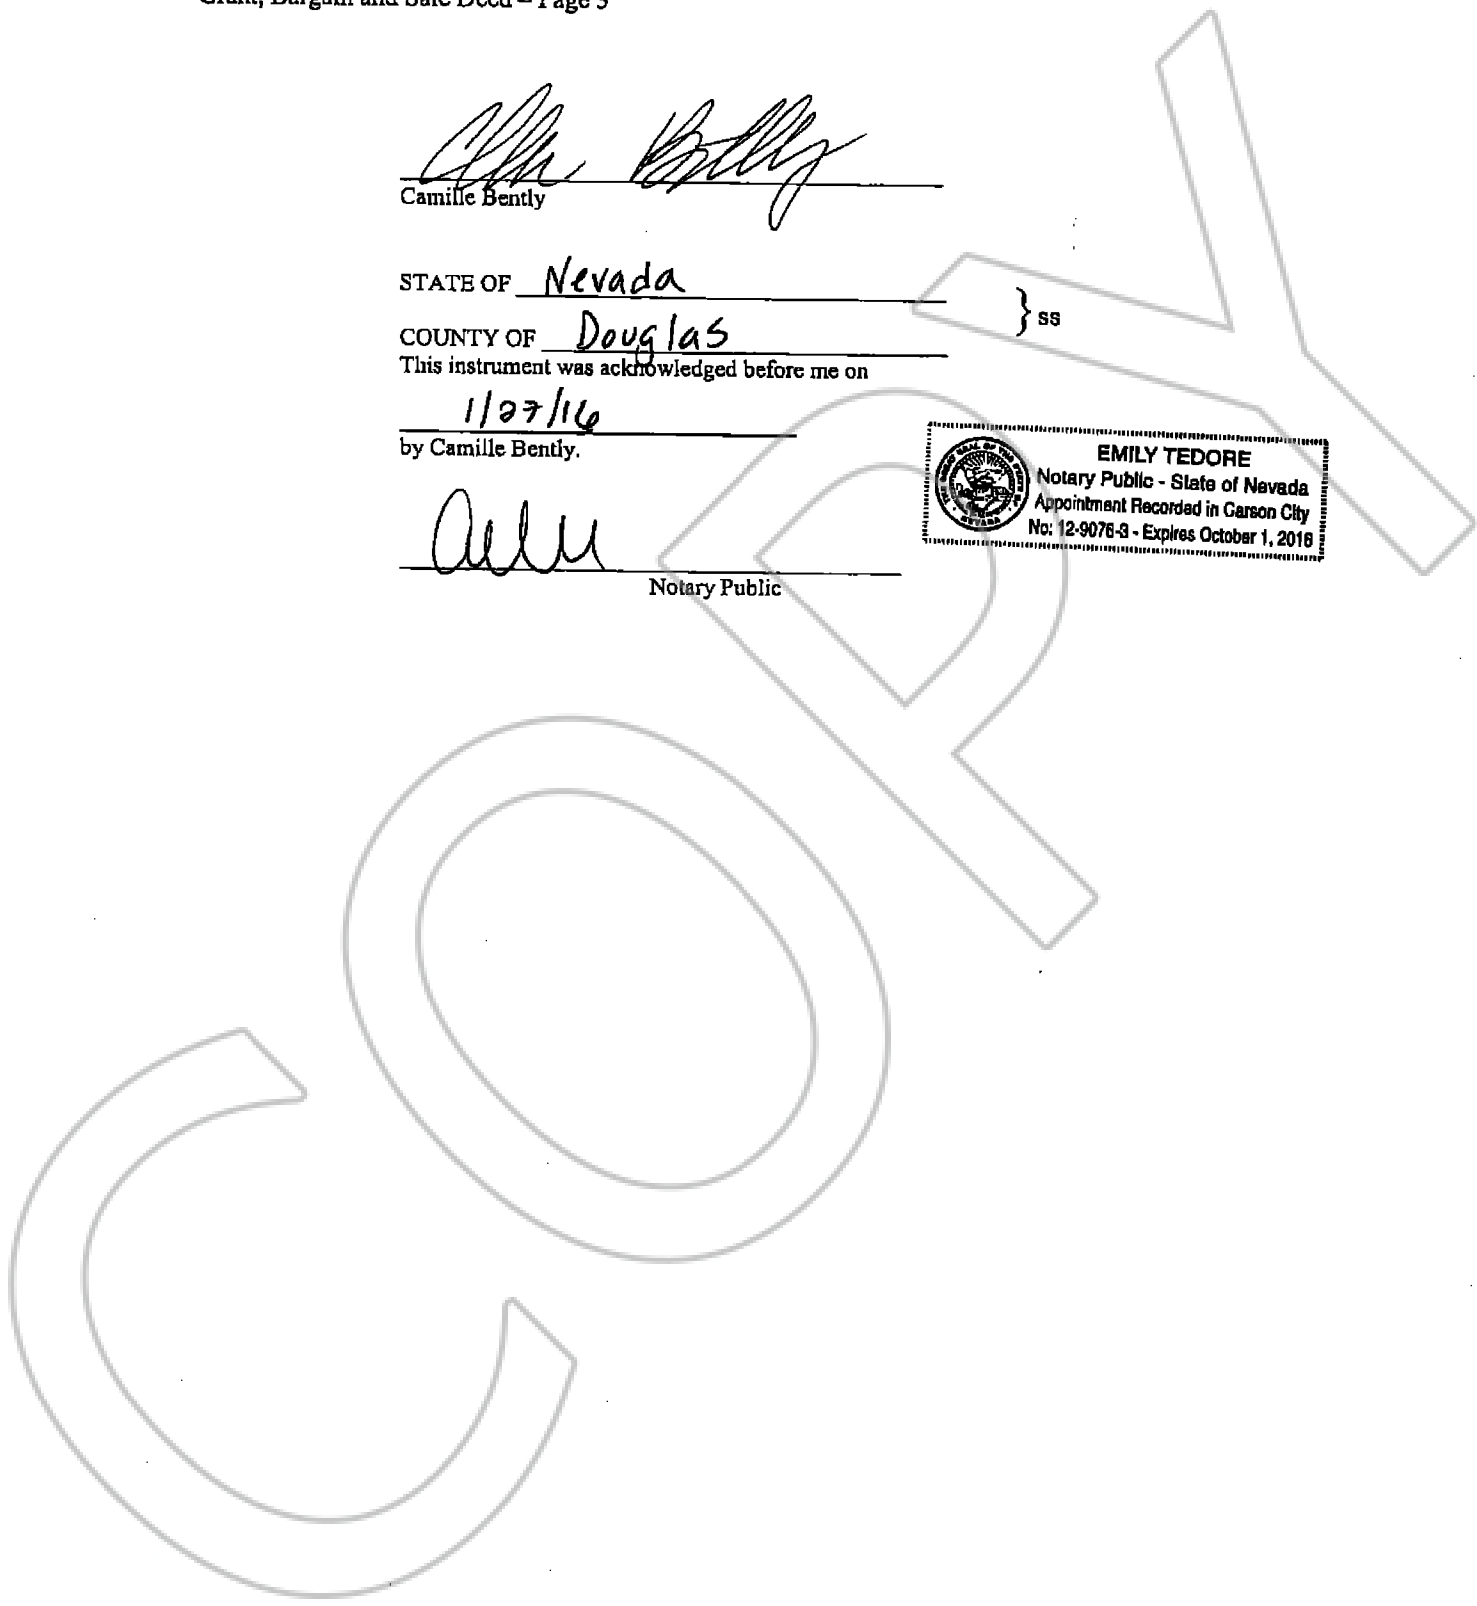 Grant, Bargain and Sale Deed – Page 3
Camille Bently
STATE OF Nevada
COUNTY OF Douglas
} ss
This instrument was acknowledged before me on
1/27/16
by Camille Bently.
Notary Public
EMILY TEDORE
Notary Public - State of Nevada
Appointment Recorded in Carson City
No: 12-9076-3 - Expires October 1, 2016
COPY